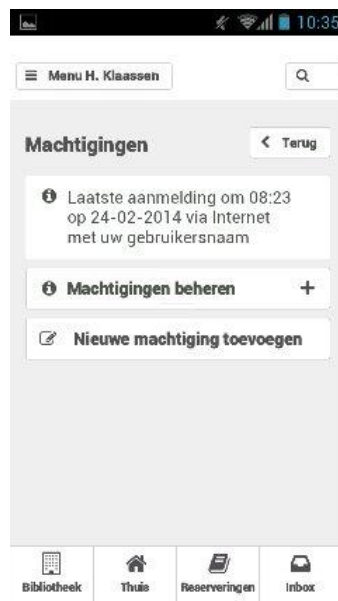 10:35
Menu H. Klaassen
Machtigingen
Terug
Laatste aanmelding om 08:23
op 24-02-2014 via Internet
met uw gebruikersnaam
Machtigingen beheren
Nieuwe machtiging toevoegen
Bibliotheek Thuis Reserveringen Inbox